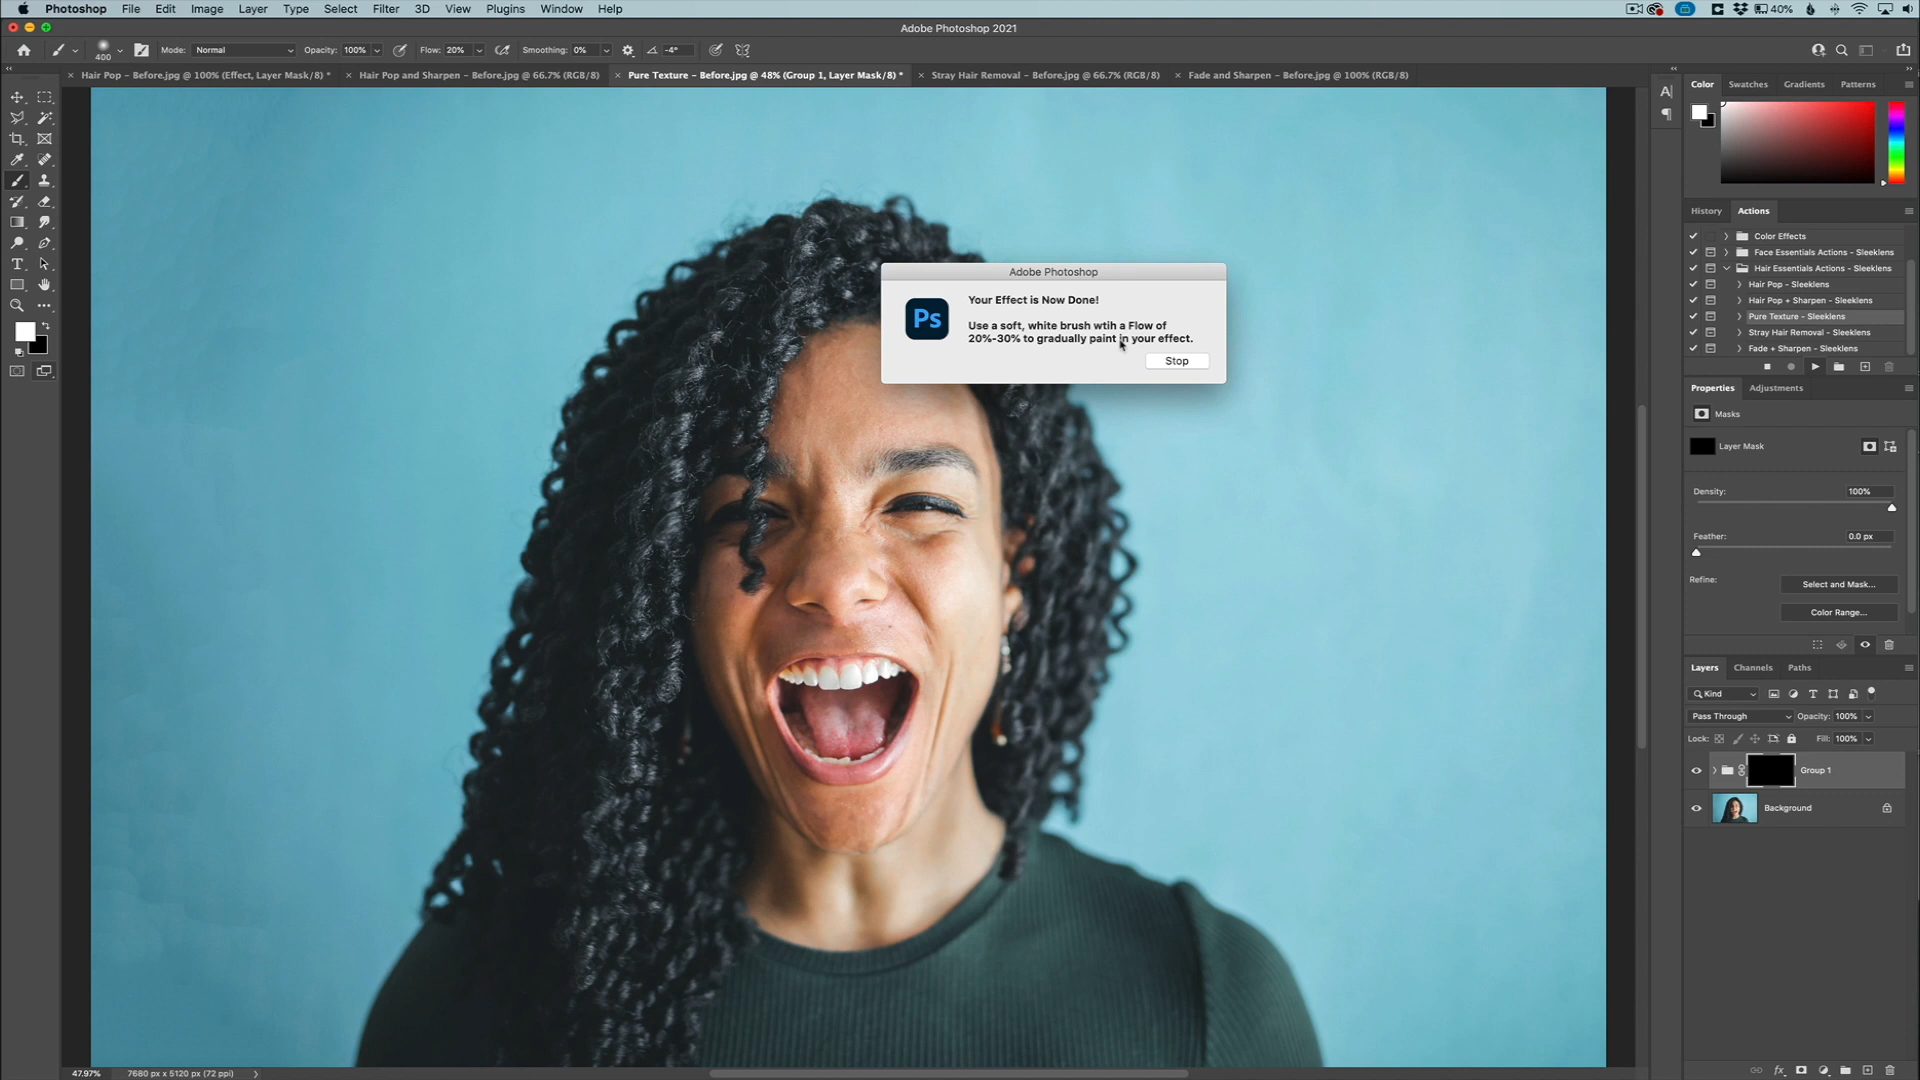 Photoshop File Edit Image Layer Type Select Filter 3D View Plugins Window Help 40%
Adobe Photoshop 2021
400 Mode: Normal Opacity: 100% Flow: 20% Smoothing: 0% -4°
Hair Pop - Before.jpg @ 100% (Effect, Layer Mask/8) * Hair Pop and Sharpen - Before.jpg @ 66.7% (RGB/8) Pure Texture - Before.jpg @ 48% (Group 1, Layer Mask/8) * Stray Hair Removal - Before.jpg @ 66.7% (RGB/8) Fade and Sharpen - Before.jpg @ 100% (RGB/8)
Color Swatches Gradients Patterns
History Actions
Color Effects
Face Essentials Actions - Sleeklens
Hair Essentials Actions - Sleeklens
Hair Pop - Sleeklens
Hair Pop + Sharpen - Sleeklens
Pure Texture - Sleeklens
Stray Hair Removal - Sleeklens
Fade + Sharpen - Sleeklens
Adobe Photoshop
Ps
Your Effect is Now Done!
Use a soft, white brush wtih a Flow of
20%-30% to gradually paint in your effect.
Stop
Properties Adjustments
Masks
Layer Mask
Density: 100%
Feather: 0.0 px
Refine: Select and Mask...
Color Range...
Layers Channels Paths
Kind
Pass Through Opacity: 100%
Lock: Fill: 100%
Group 1
Background
47.97% 7680 px x 5120 px (72 ppi)